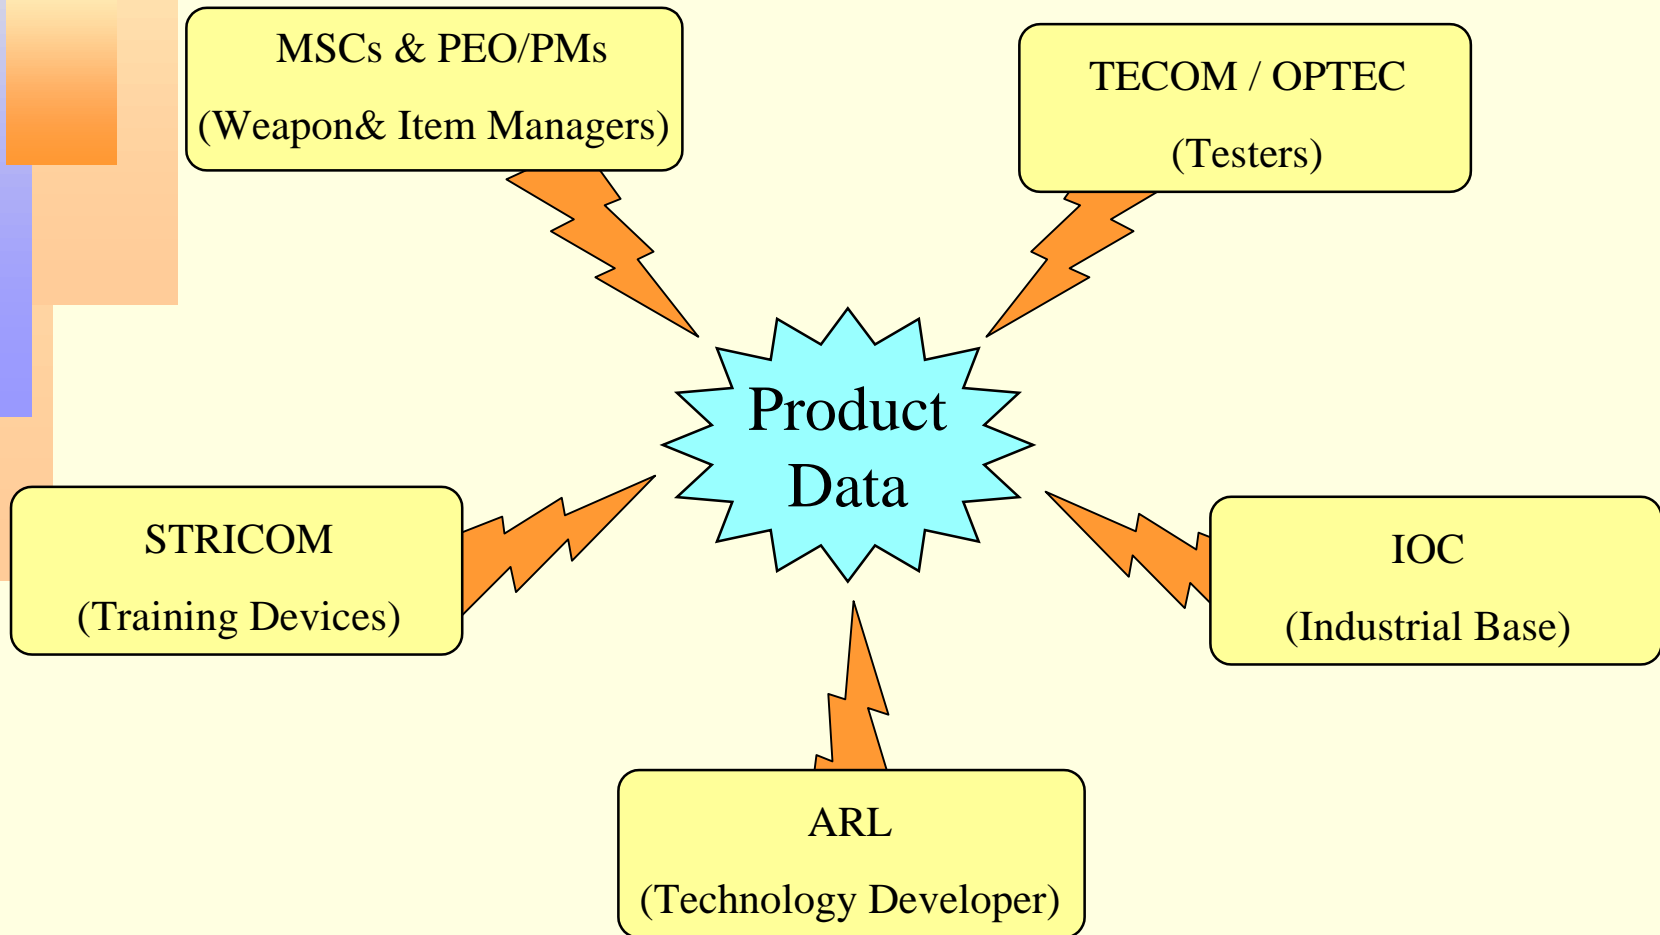 MSCs & PEO/PMs
(Weapon& Item Managers)
TECOM / OPTEC
(Testers)
Product
Data
STRICOM
(Training Devices)
IOC
(Industrial Base)
ARL
(Technology Developer)